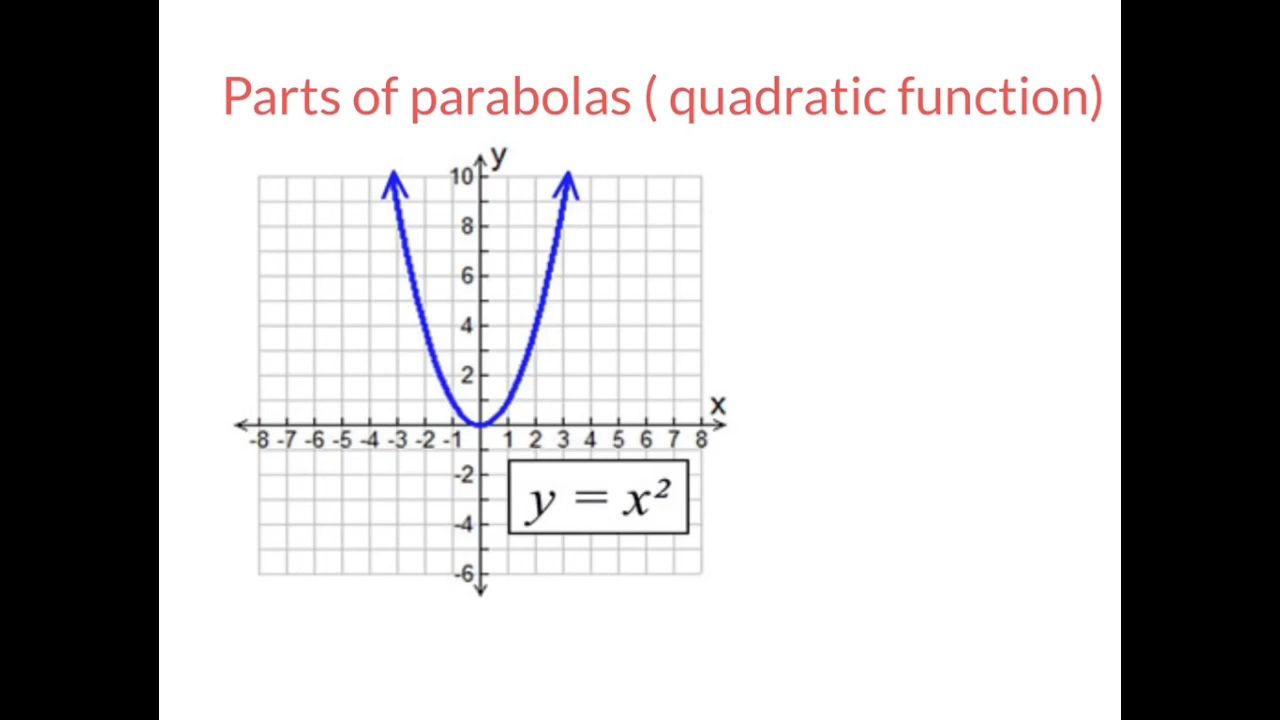 Parts of parabolas ( quadratic function)
y
10
8
6
4
2
x
-8 -7 -6 -5 -4 -3 -2 -1 1 2 3 4 5 6 7 8
-2
y = x²
-4
-6